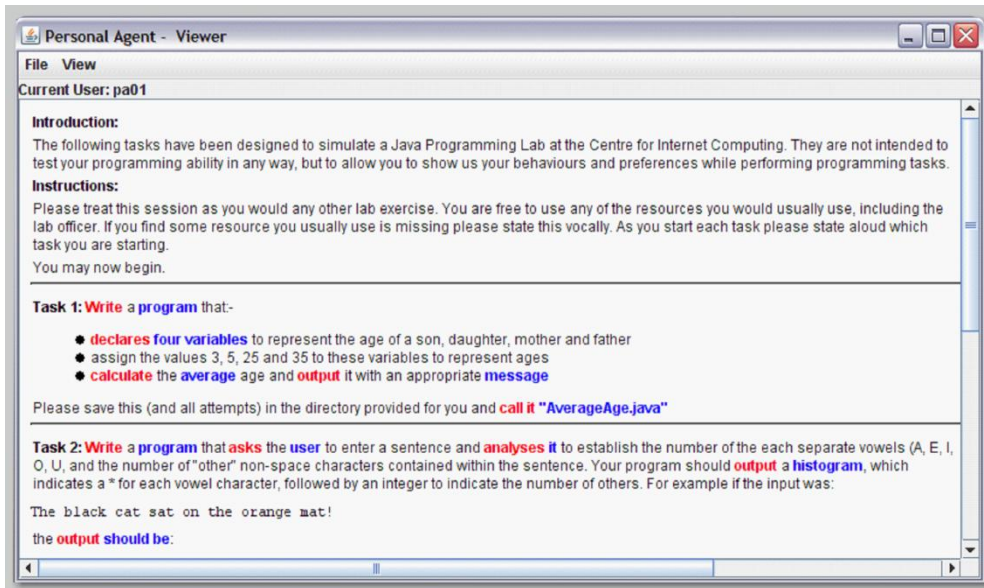 Personal Agent - Viewer
File View
Current User: pa01
Introduction:
The following tasks have been designed to simulate a Java Programming Lab at the Centre for Internet Computing. They are not intended to
test your programming ability in any way, but to allow you to show us your behaviours and preferences while performing programming tasks.
Instructions:
Please treat this session as you would any other lab exercise. You are free to use any of the resources you would usually use, including the
lab officer. If you find some resource you usually use is missing please state this vocally. As you start each task please state aloud which
task you are starting.
You may now begin.
Task 1: Write a program that:-
declares four variables to represent the age of a son, daughter, mother and father
assign the values 3, 5, 25 and 35 to these variables to represent ages
calculate the average age and output it with an appropriate message
Please save this (and all attempts) in the directory provided for you and call it "AverageAge.java"
Task 2: Write a program that asks the user to enter a sentence and analyses it to establish the number of the each separate vowels (A, E, I,
O, U, and the number of "other" non-space characters contained within the sentence. Your program should output a histogram, which
indicates a * for each vowel character, followed by an integer to indicate the number of others. For example if the input was:
The black cat sat on the orange mat!
the output should be: